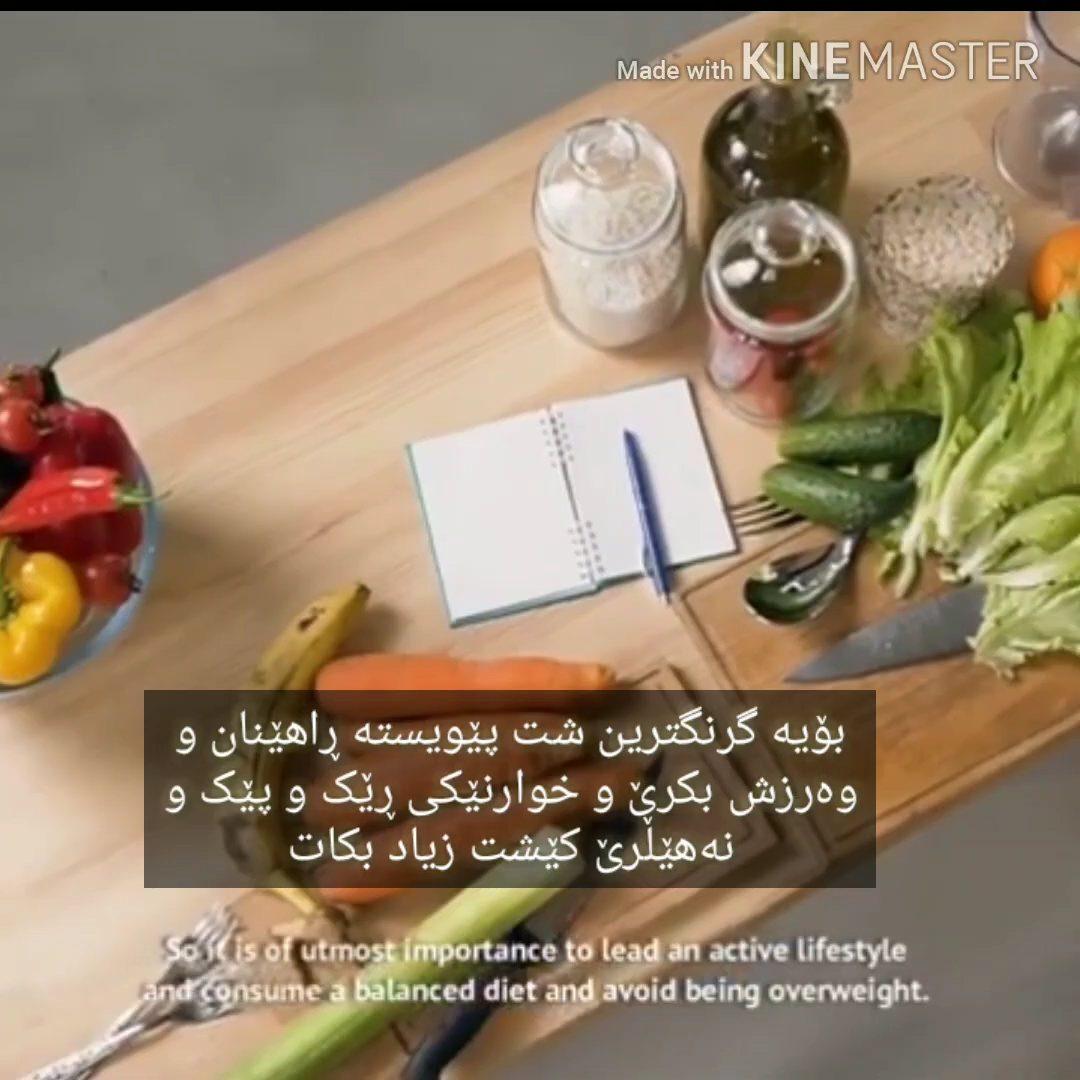 Made with KINEMASTER
بۆیە گرنگترین شت پێویستە ڕاهێنان و
وەرزش بکرێ و خوارنێکی ڕێک و پێک و
نەهێڵرێ کێشت زیاد بکات
So it is of utmost importance to lead an active lifestyle
and consume a balanced diet and avoid being overweight.